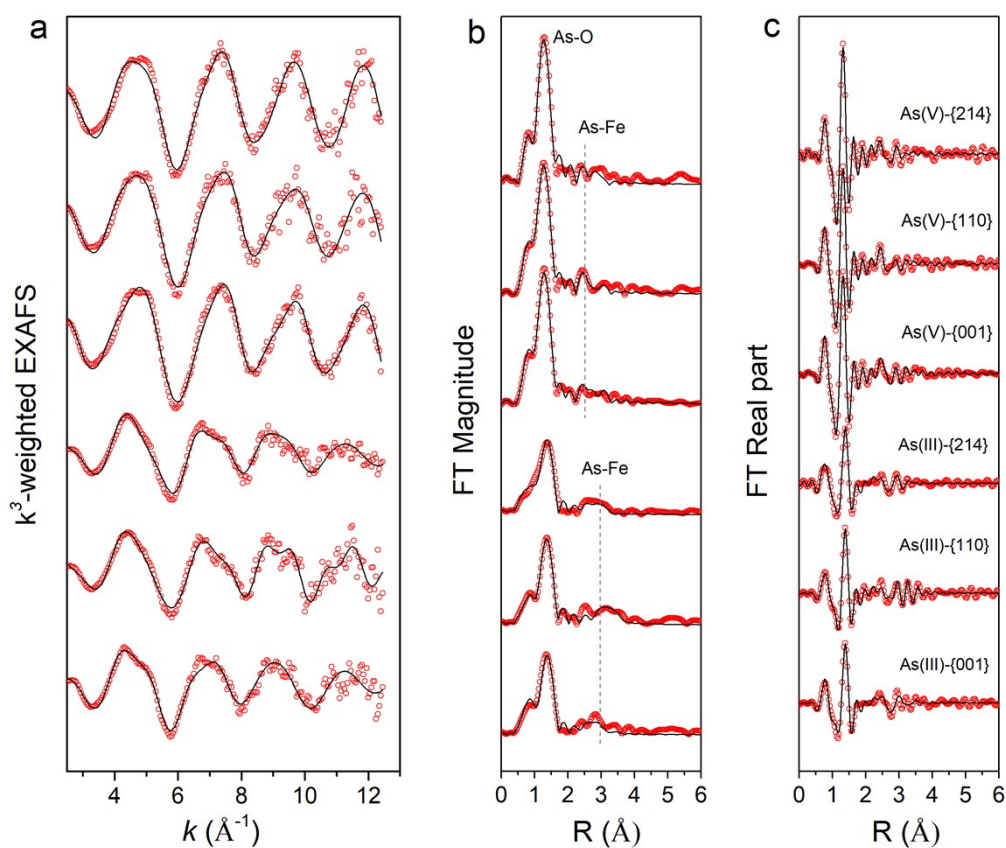 a
k³-weighted EXAFS
4 6 8 10 12
k (Å⁻¹)
b
As-O
As-Fe
As-Fe
FT Magnitude
0 1 2 3 4 5 6
R (Å)
c
As(V)-{214}
As(V)-{110}
As(V)-{001}
As(III)-{214}
As(III)-{110}
As(III)-{001}
FT Real part
0 1 2 3 4 5 6
R (Å)